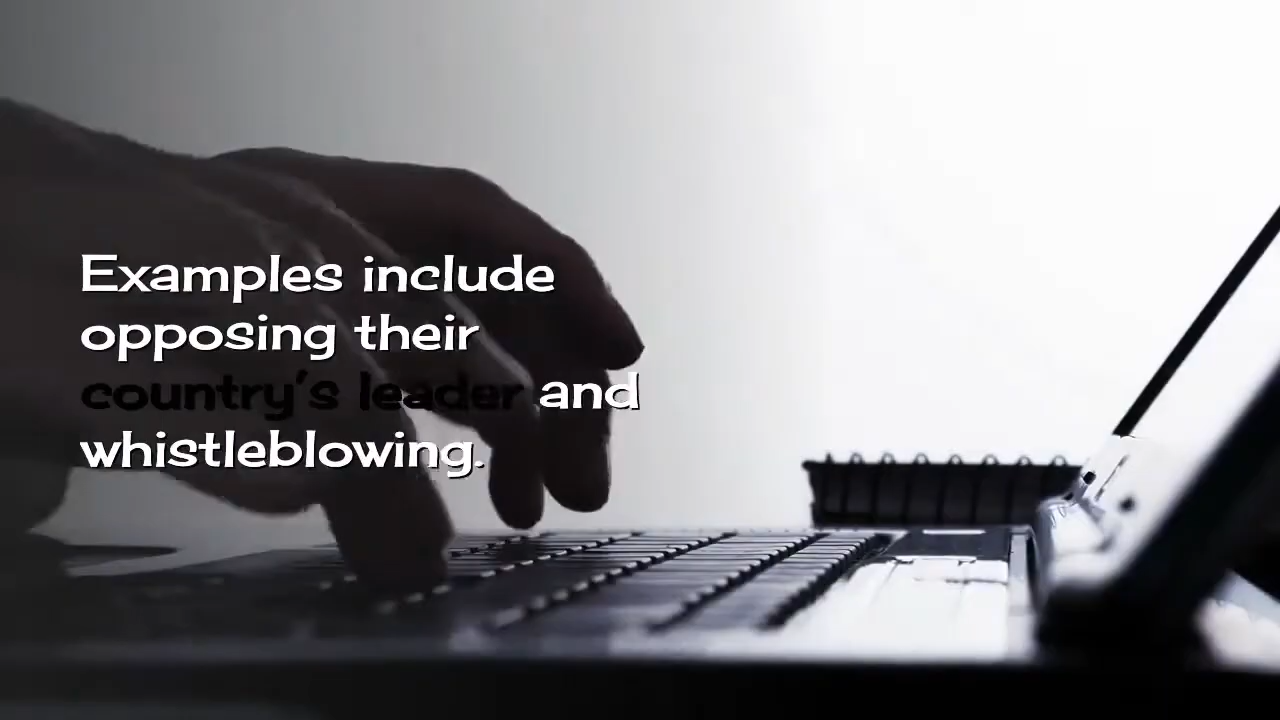 Examples include
opposing their
country's leader and
whistleblowing.